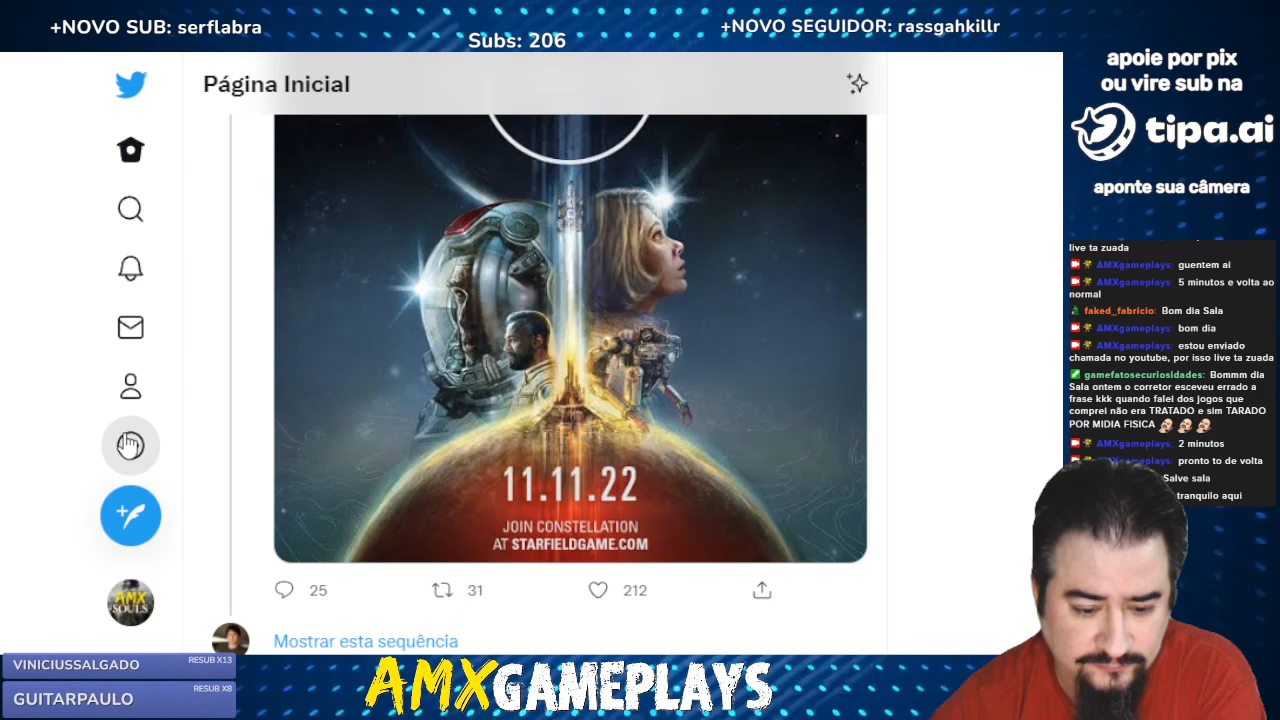 +NOVO SUB: serflabra
Subs: 206
+NOVO SEGUIDOR: rassgahkillr
Página Inicial
11.11.22
JOIN CONSTELLATION
AT STARFIELDGAME.COM
25
31
212
Mostrar esta sequência
AMX
SOULS
VINICIUSSALGADO
RESUB X13
GUITARPAULO
RESUB X8
AMXGAMEPLAYS
apoie por pix
ou vire sub na
tipa.ai
aponte sua câmera
live ta zuada
AMXgameplays: guentem ai
AMXgameplays: 5 minutos e volta ao
normal
faked_fabricio: Bom dia Sala
AMXgameplays: bom dia
AMXgameplays: estou enviado
chamada no youtube, por isso live ta zuada
gamefatosecuriosidades: Bommm dia
Sala ontem o corretor esceveu errado a
frase kkk quando falei dos jogos que
comprei não era TRATADO e sim TARADO
POR MIDIA FISICA
AMXgameplays: 2 minutos
gameplays: pronto to de volta
Salve sala
tranquilo aqui